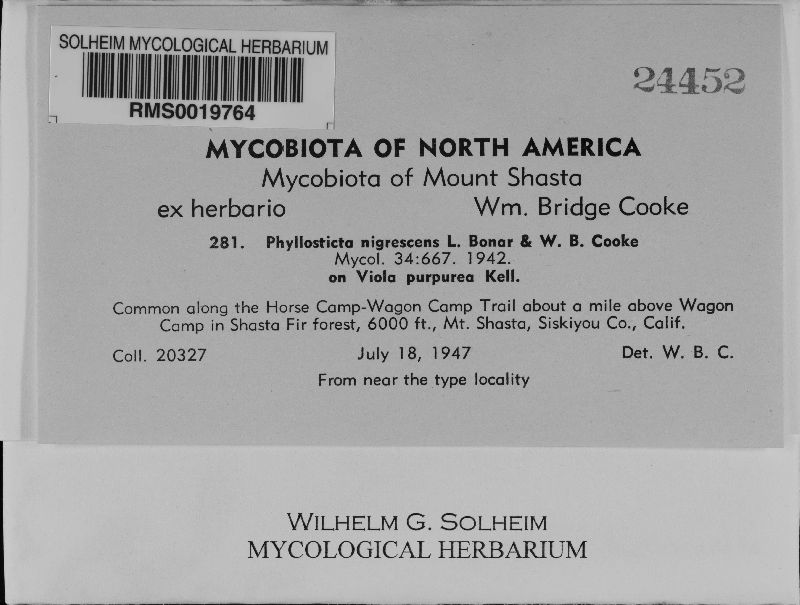 SOLHEIM MYCOLOGICAL HERBARIUM
RMS0019764
24452
MYCOBIOTA OF NORTH AMERICA
Mycobiota of Mount Shasta
ex herbario Wm. Bridge Cooke
281. Phyllosticta nigrescens L. Bonar & W. B. Cooke
Mycol. 34:667. 1942.
on Viola purpurea Kell.
Common along the Horse Camp-Wagon Camp Trail about a mile above Wagon
Camp in Shasta Fir forest, 6000 ft., Mt. Shasta, Siskiyou Co., Calif.
Coll. 20327 July 18, 1947 Det. W. B. C.
From near the type locality
WILHELM G. SOLHEIM
MYCOLOGICAL HERBARIUM